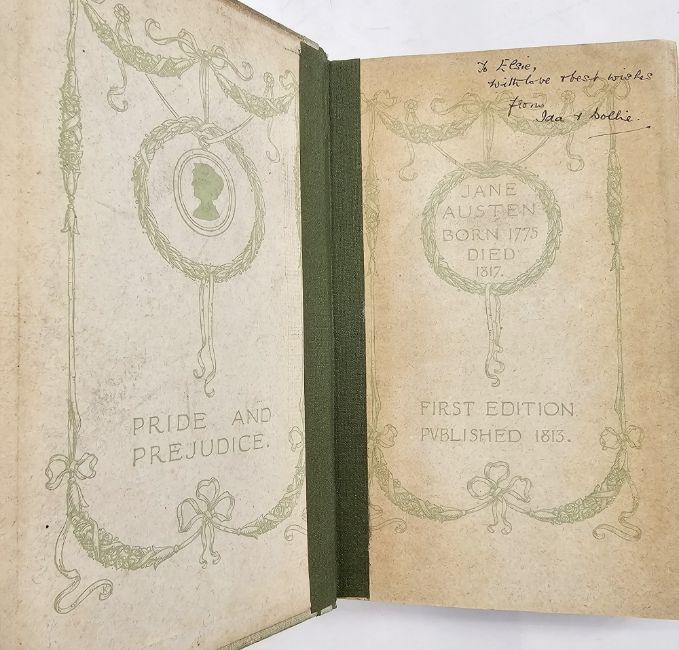 PRIDE AND
PREJUDICE.
To Elsie,
with love & best wishes
from
Ida & Dollie.
JANE
AUSTEN
BORN 1775
DIED
1817.
FIRST EDITION
PVBLISHED 1813.